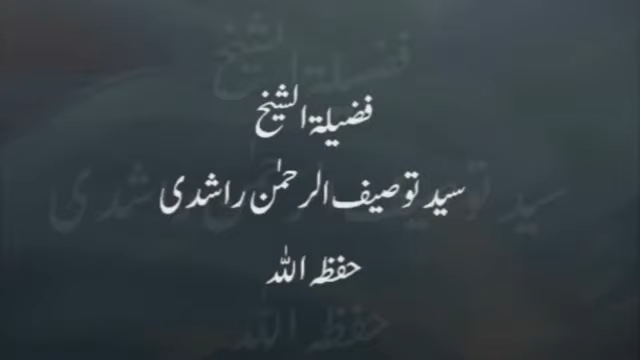 فضیلۃ الشیخ
سید توصیف الرحمٰن راشدی
حفظہ اللہ